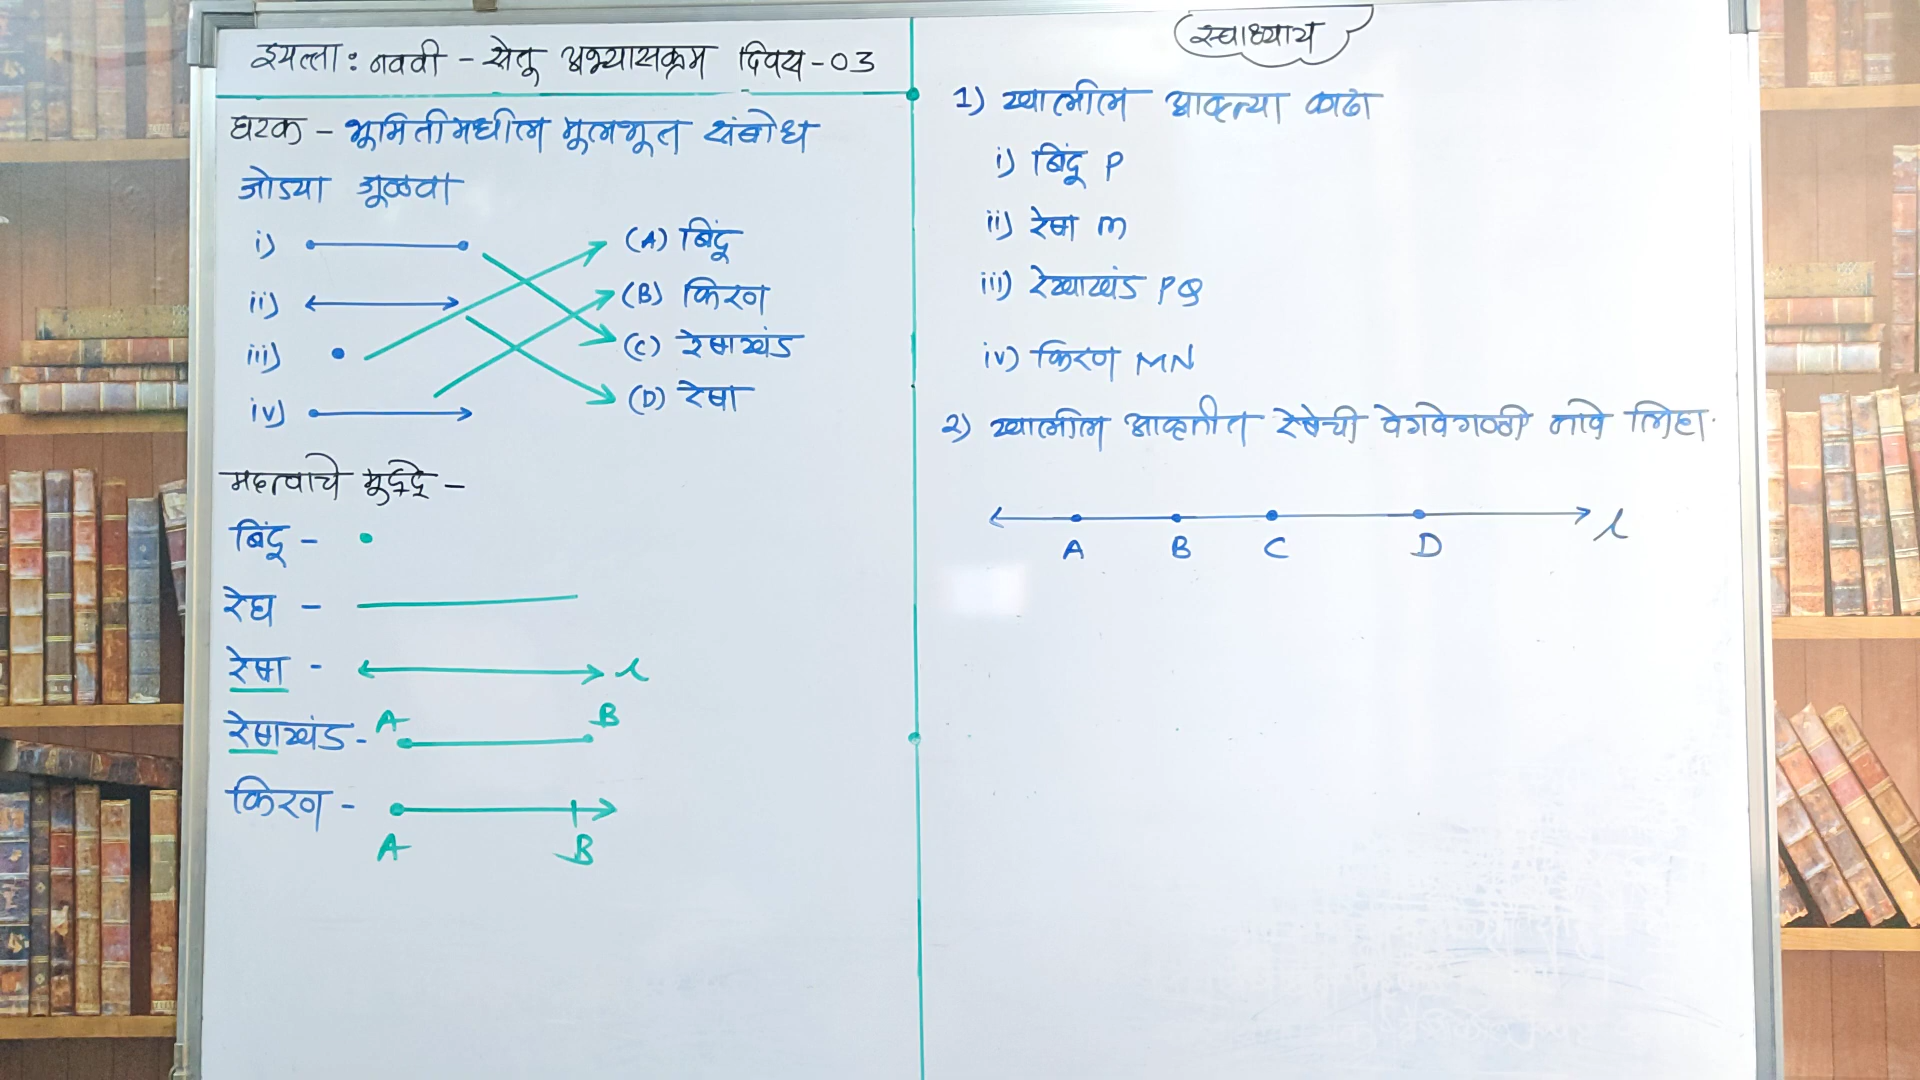 इयत्ता : नववी - सेतू अभ्यासक्रम दिवस - 03
घटक - भूमितीमधील मूलभूत संबोध
जोड्या जुळवा
i) (A) बिंदू
ii) (B) किरण
iii) (C) रेषाखंड
iv) (D) रेषा
महत्वाचे मुद्दे -
बिंदू -
रेघ -
रेषा - l
रेषाखंड - A B
किरण -
A B
स्वाध्याय
1) खालील आकृत्या काढा
i) बिंदू P
ii) रेषा m
iii) रेखाखंड PQ
iv) किरण MN
२) खालील आकृतीत रेषेची वेगवेगळी नावे लिहा.
l
A B C D